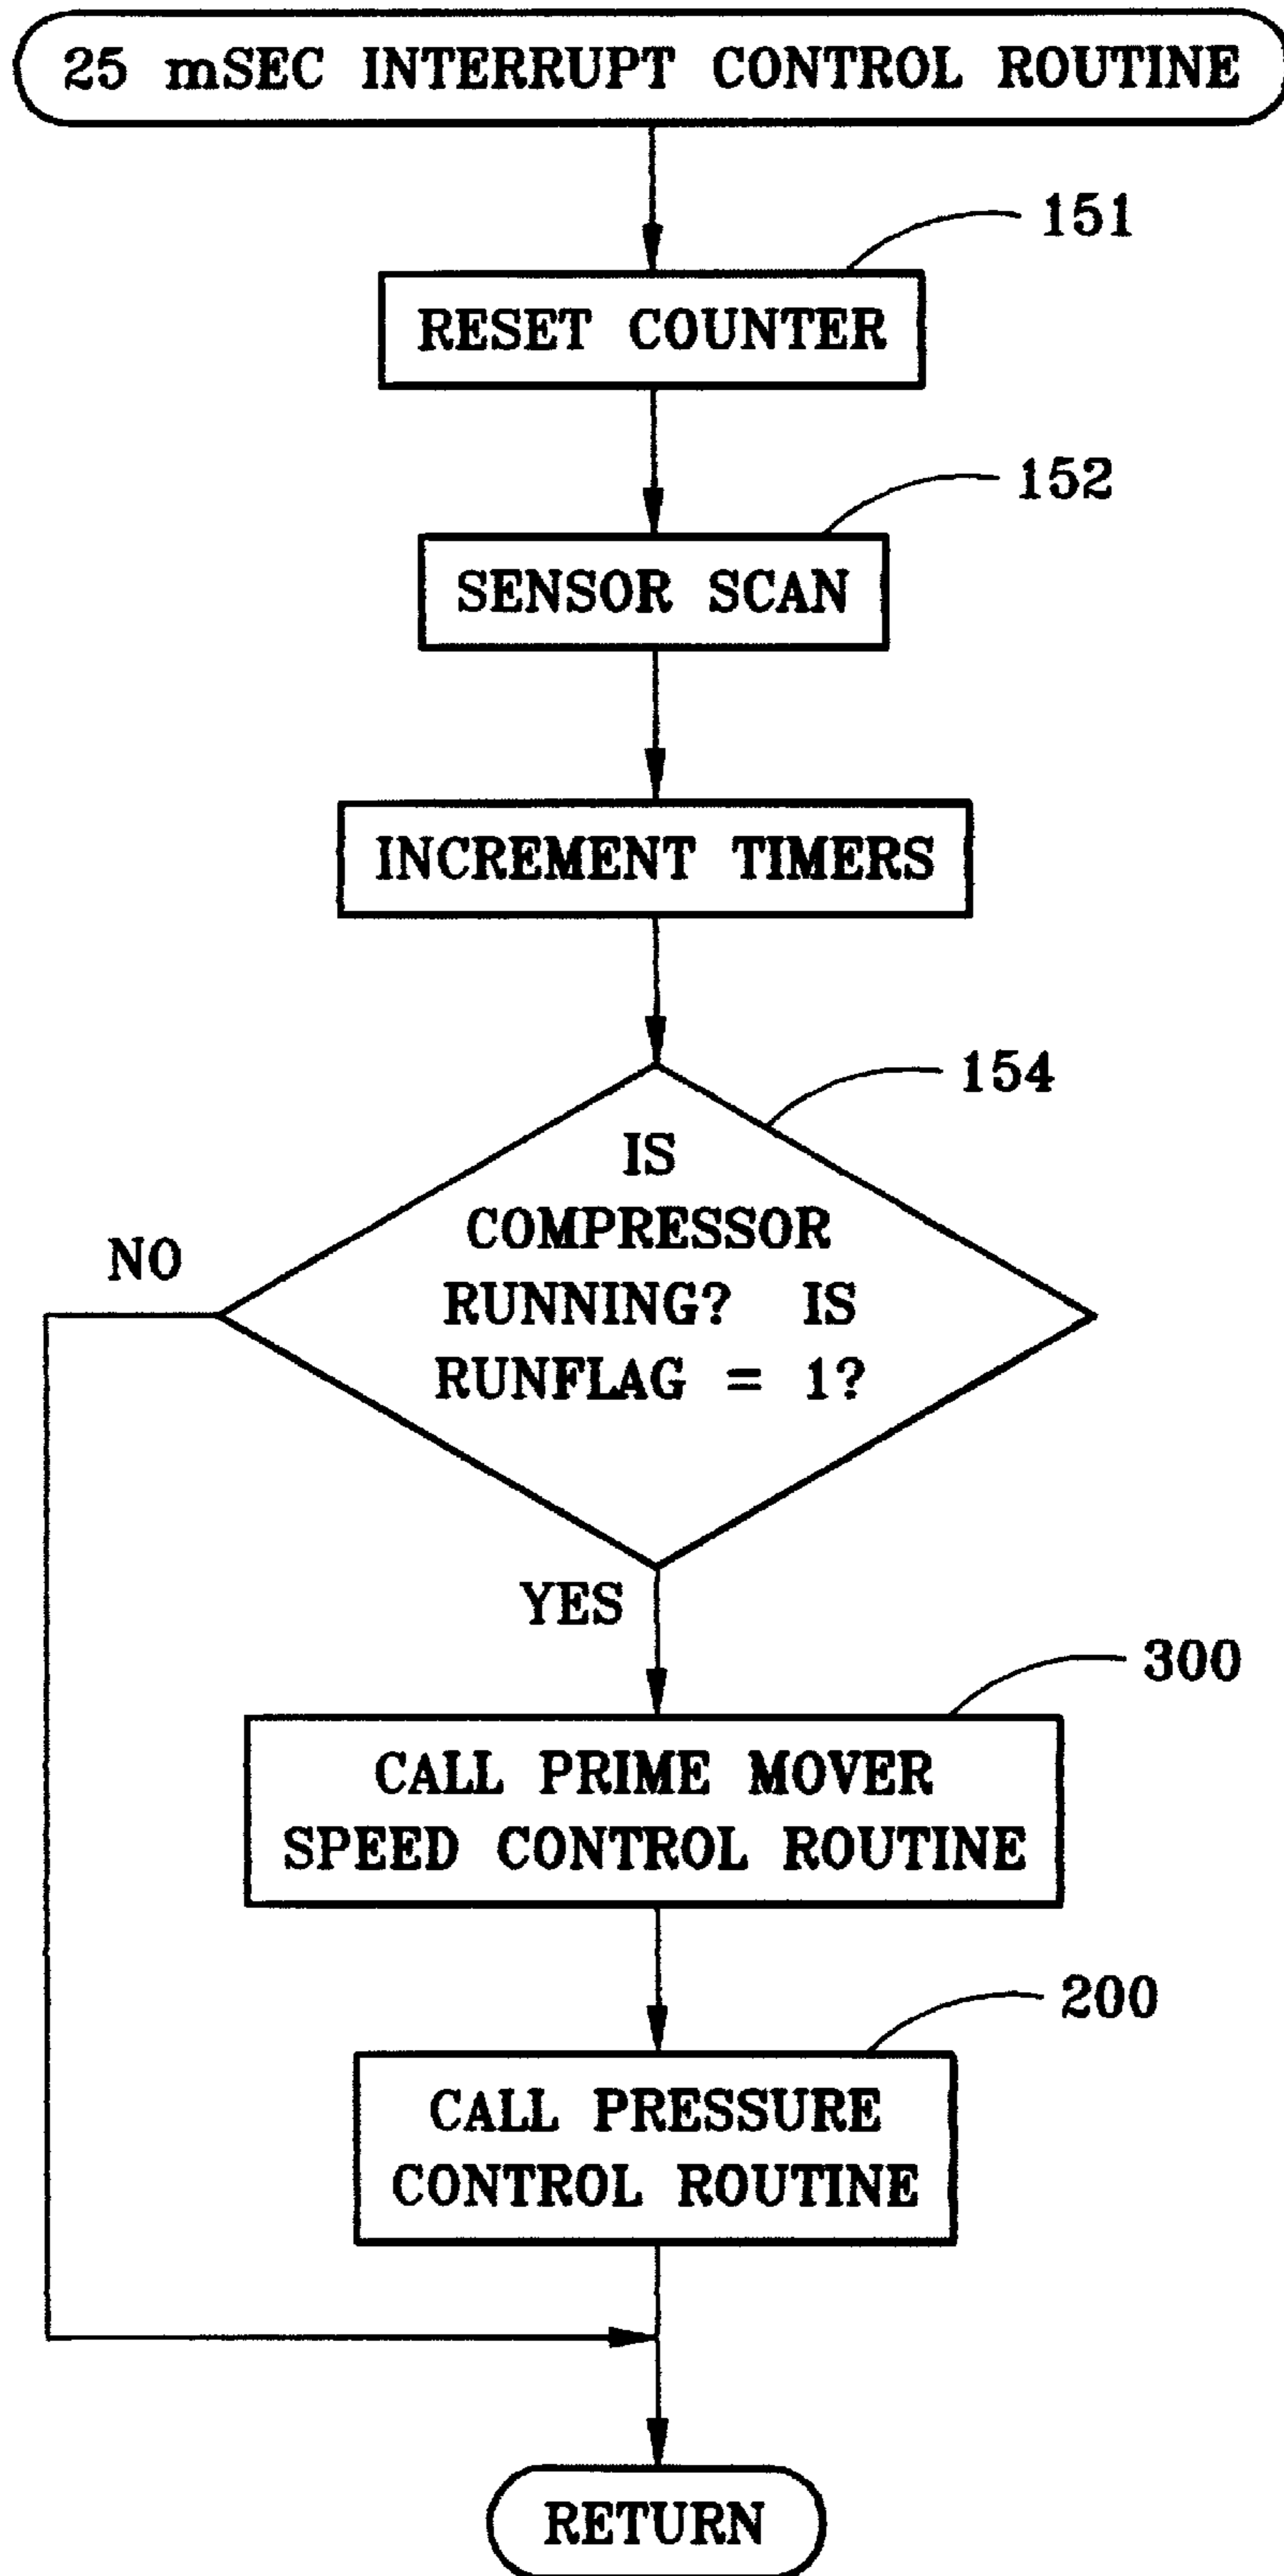 25 mSEC INTERRUPT CONTROL ROUTINE
151
RESET COUNTER
152
SENSOR SCAN
INCREMENT TIMERS
154
IS
COMPRESSOR
RUNNING? IS
RUNFLAG = 1?
NO
YES
300
CALL PRIME MOVER
SPEED CONTROL ROUTINE
200
CALL PRESSURE
CONTROL ROUTINE
RETURN